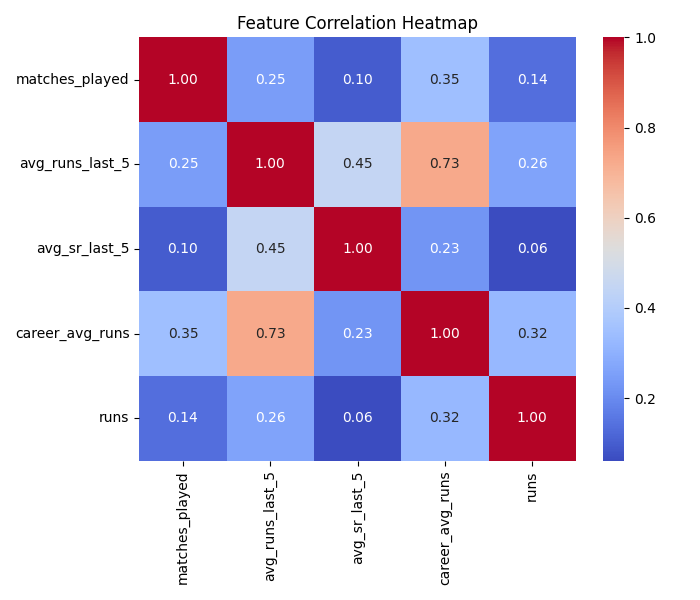 Feature Correlation Heatmap
matches_played 1.00 0.25 0.10 0.35 0.14
avg_runs_last_5 0.25 1.00 0.45 0.73 0.26
avg_sr_last_5 0.10 0.45 1.00 0.23 0.06
career_avg_runs 0.35 0.73 0.23 1.00 0.32
runs 0.14 0.26 0.06 0.32 1.00
matches_played
avg_runs_last_5
avg_sr_last_5
career_avg_runs
runs
1.0
0.8
0.6
0.4
0.2